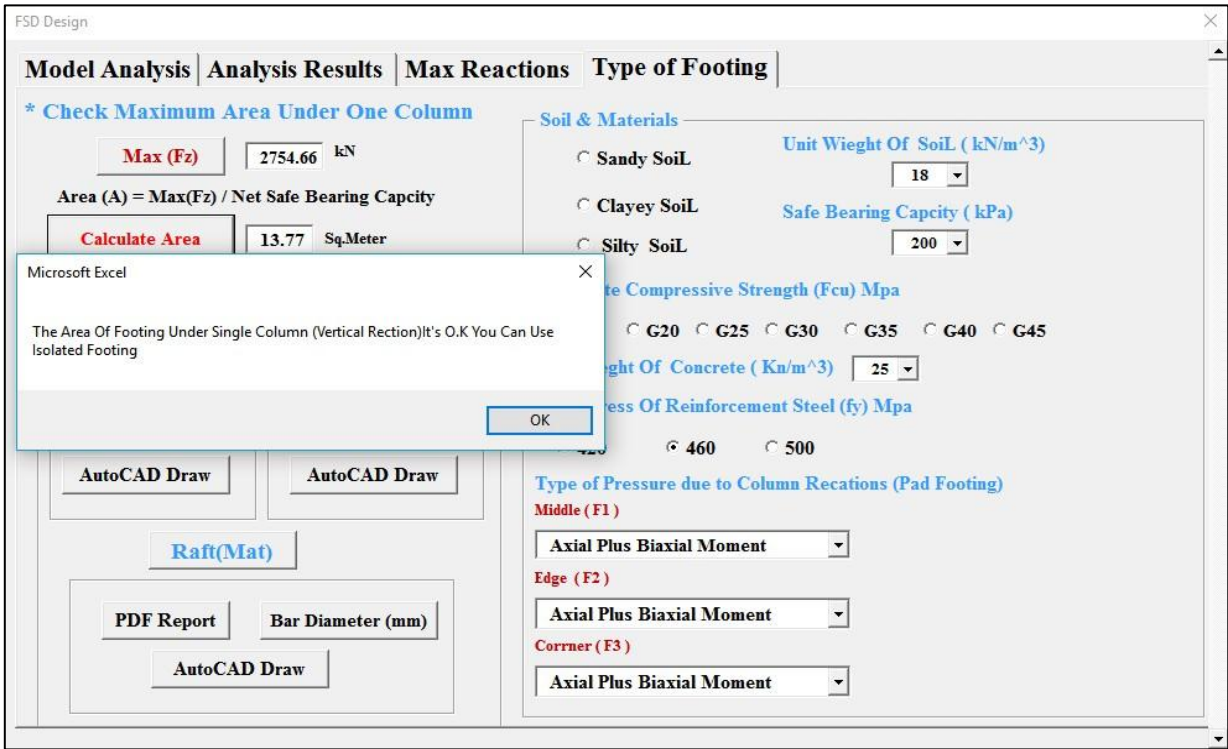 FSD Design
Model Analysis
Analysis Results
Max Reactions
Type of Footing
* Check Maximum Area Under One Column
Max (Fz)
2754.66
kN
Area (A) = Max(Fz) / Net Safe Bearing Capcity
Calculate Area
13.77
Sq.Meter
Microsoft Excel
The Area Of Footing Under Single Column (Vertical Rection)It's O.K You Can Use
Isolated Footing
OK
AutoCAD Draw
AutoCAD Draw
Raft(Mat)
PDF Report
Bar Diameter (mm)
AutoCAD Draw
Soil & Materials
Sandy SoiL
Clayey SoiL
Silty SoiL
Unit Wieght Of SoiL ( kN/m^3)
18
Safe Bearing Capcity ( kPa)
200
Compressive Strength (Fcu) Mpa
G20 G25 G30 G35 G40 G45
Of Concrete ( Kn/m^3)
25
Of Reinforcement Steel (fy) Mpa
460
500
Type of Pressure due to Column Recations (Pad Footing)
Middle ( F1 )
Axial Plus Biaxial Moment
Edge ( F2 )
Axial Plus Biaxial Moment
Corrner ( F3 )
Axial Plus Biaxial Moment